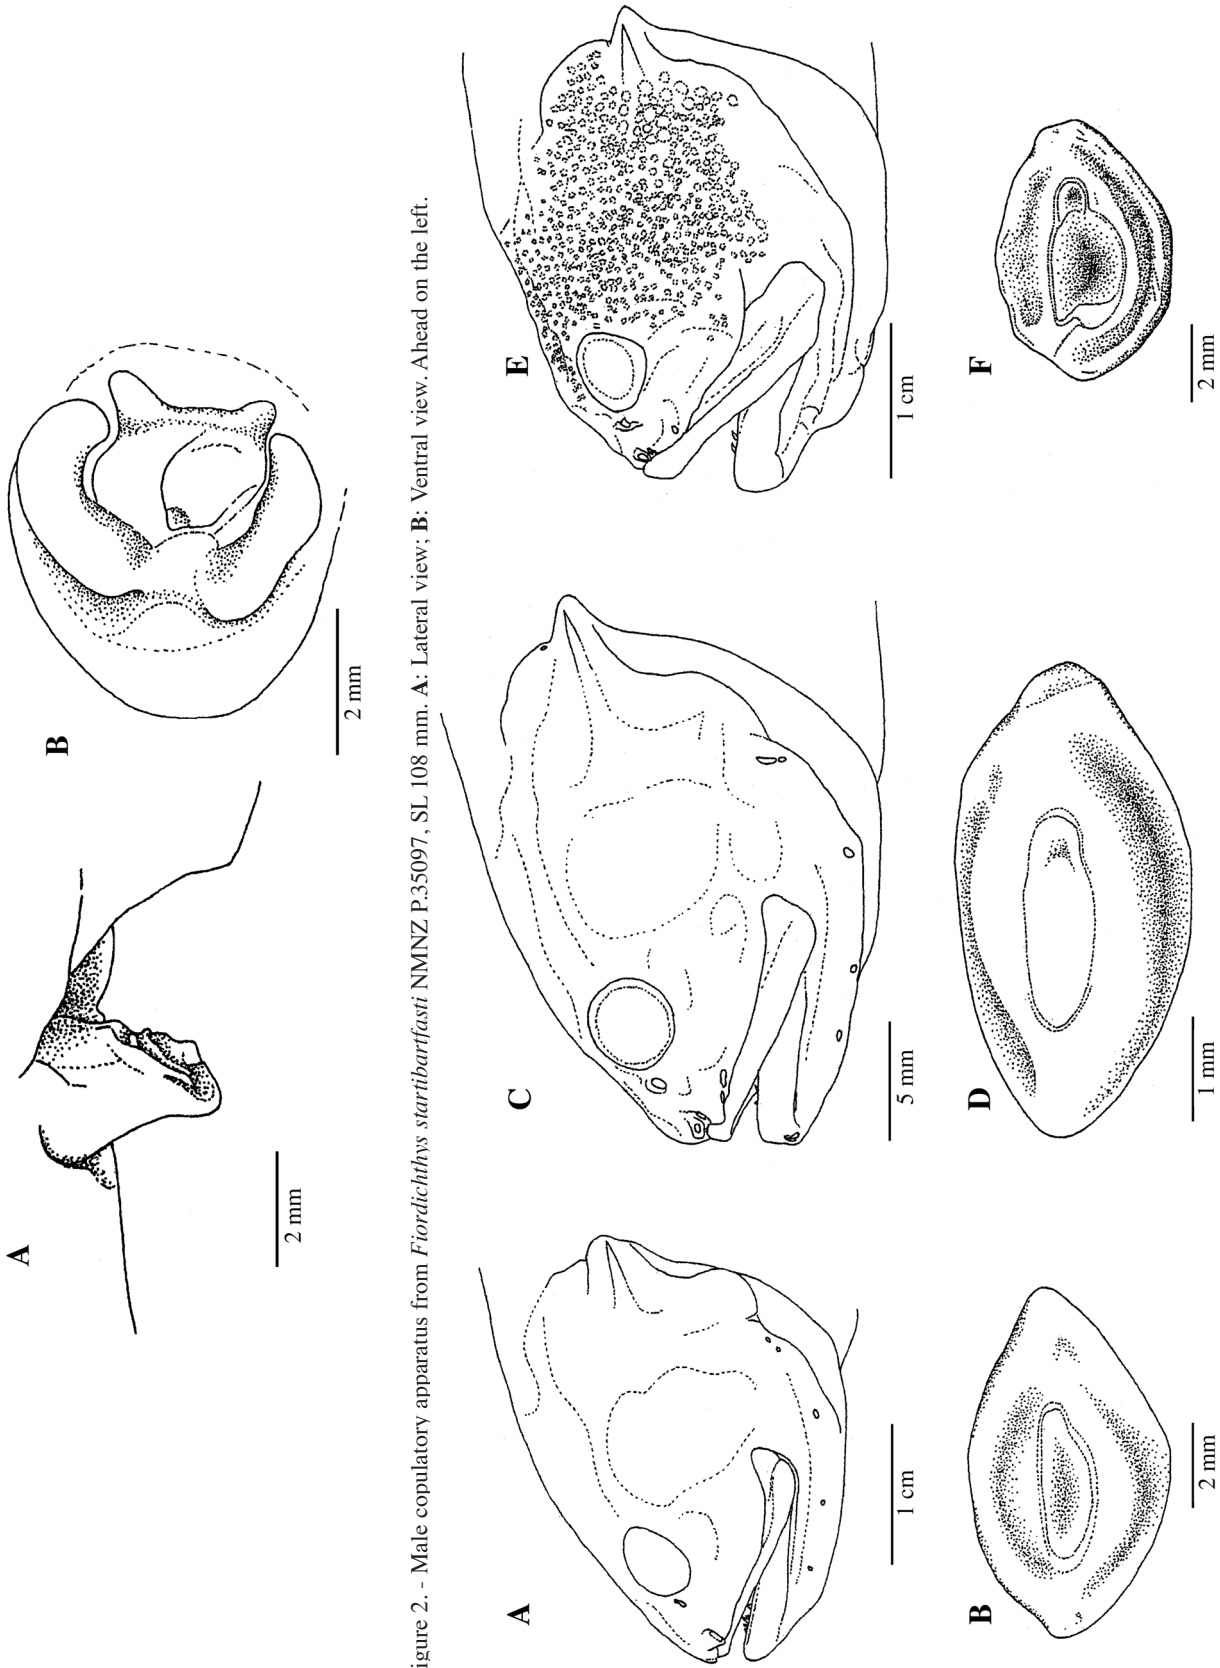 A
B
2 mm
2 mm
igure 2. - Male copulatory apparatus from Fiordichthys startibartfasti NMNZ P.35097, SL 108 mm. A: Lateral view; B: Ventral view. Ahead on the left.
A
C
E
1 cm
5 mm
1 cm
B
D
F
2 mm
1 mm
2 mm